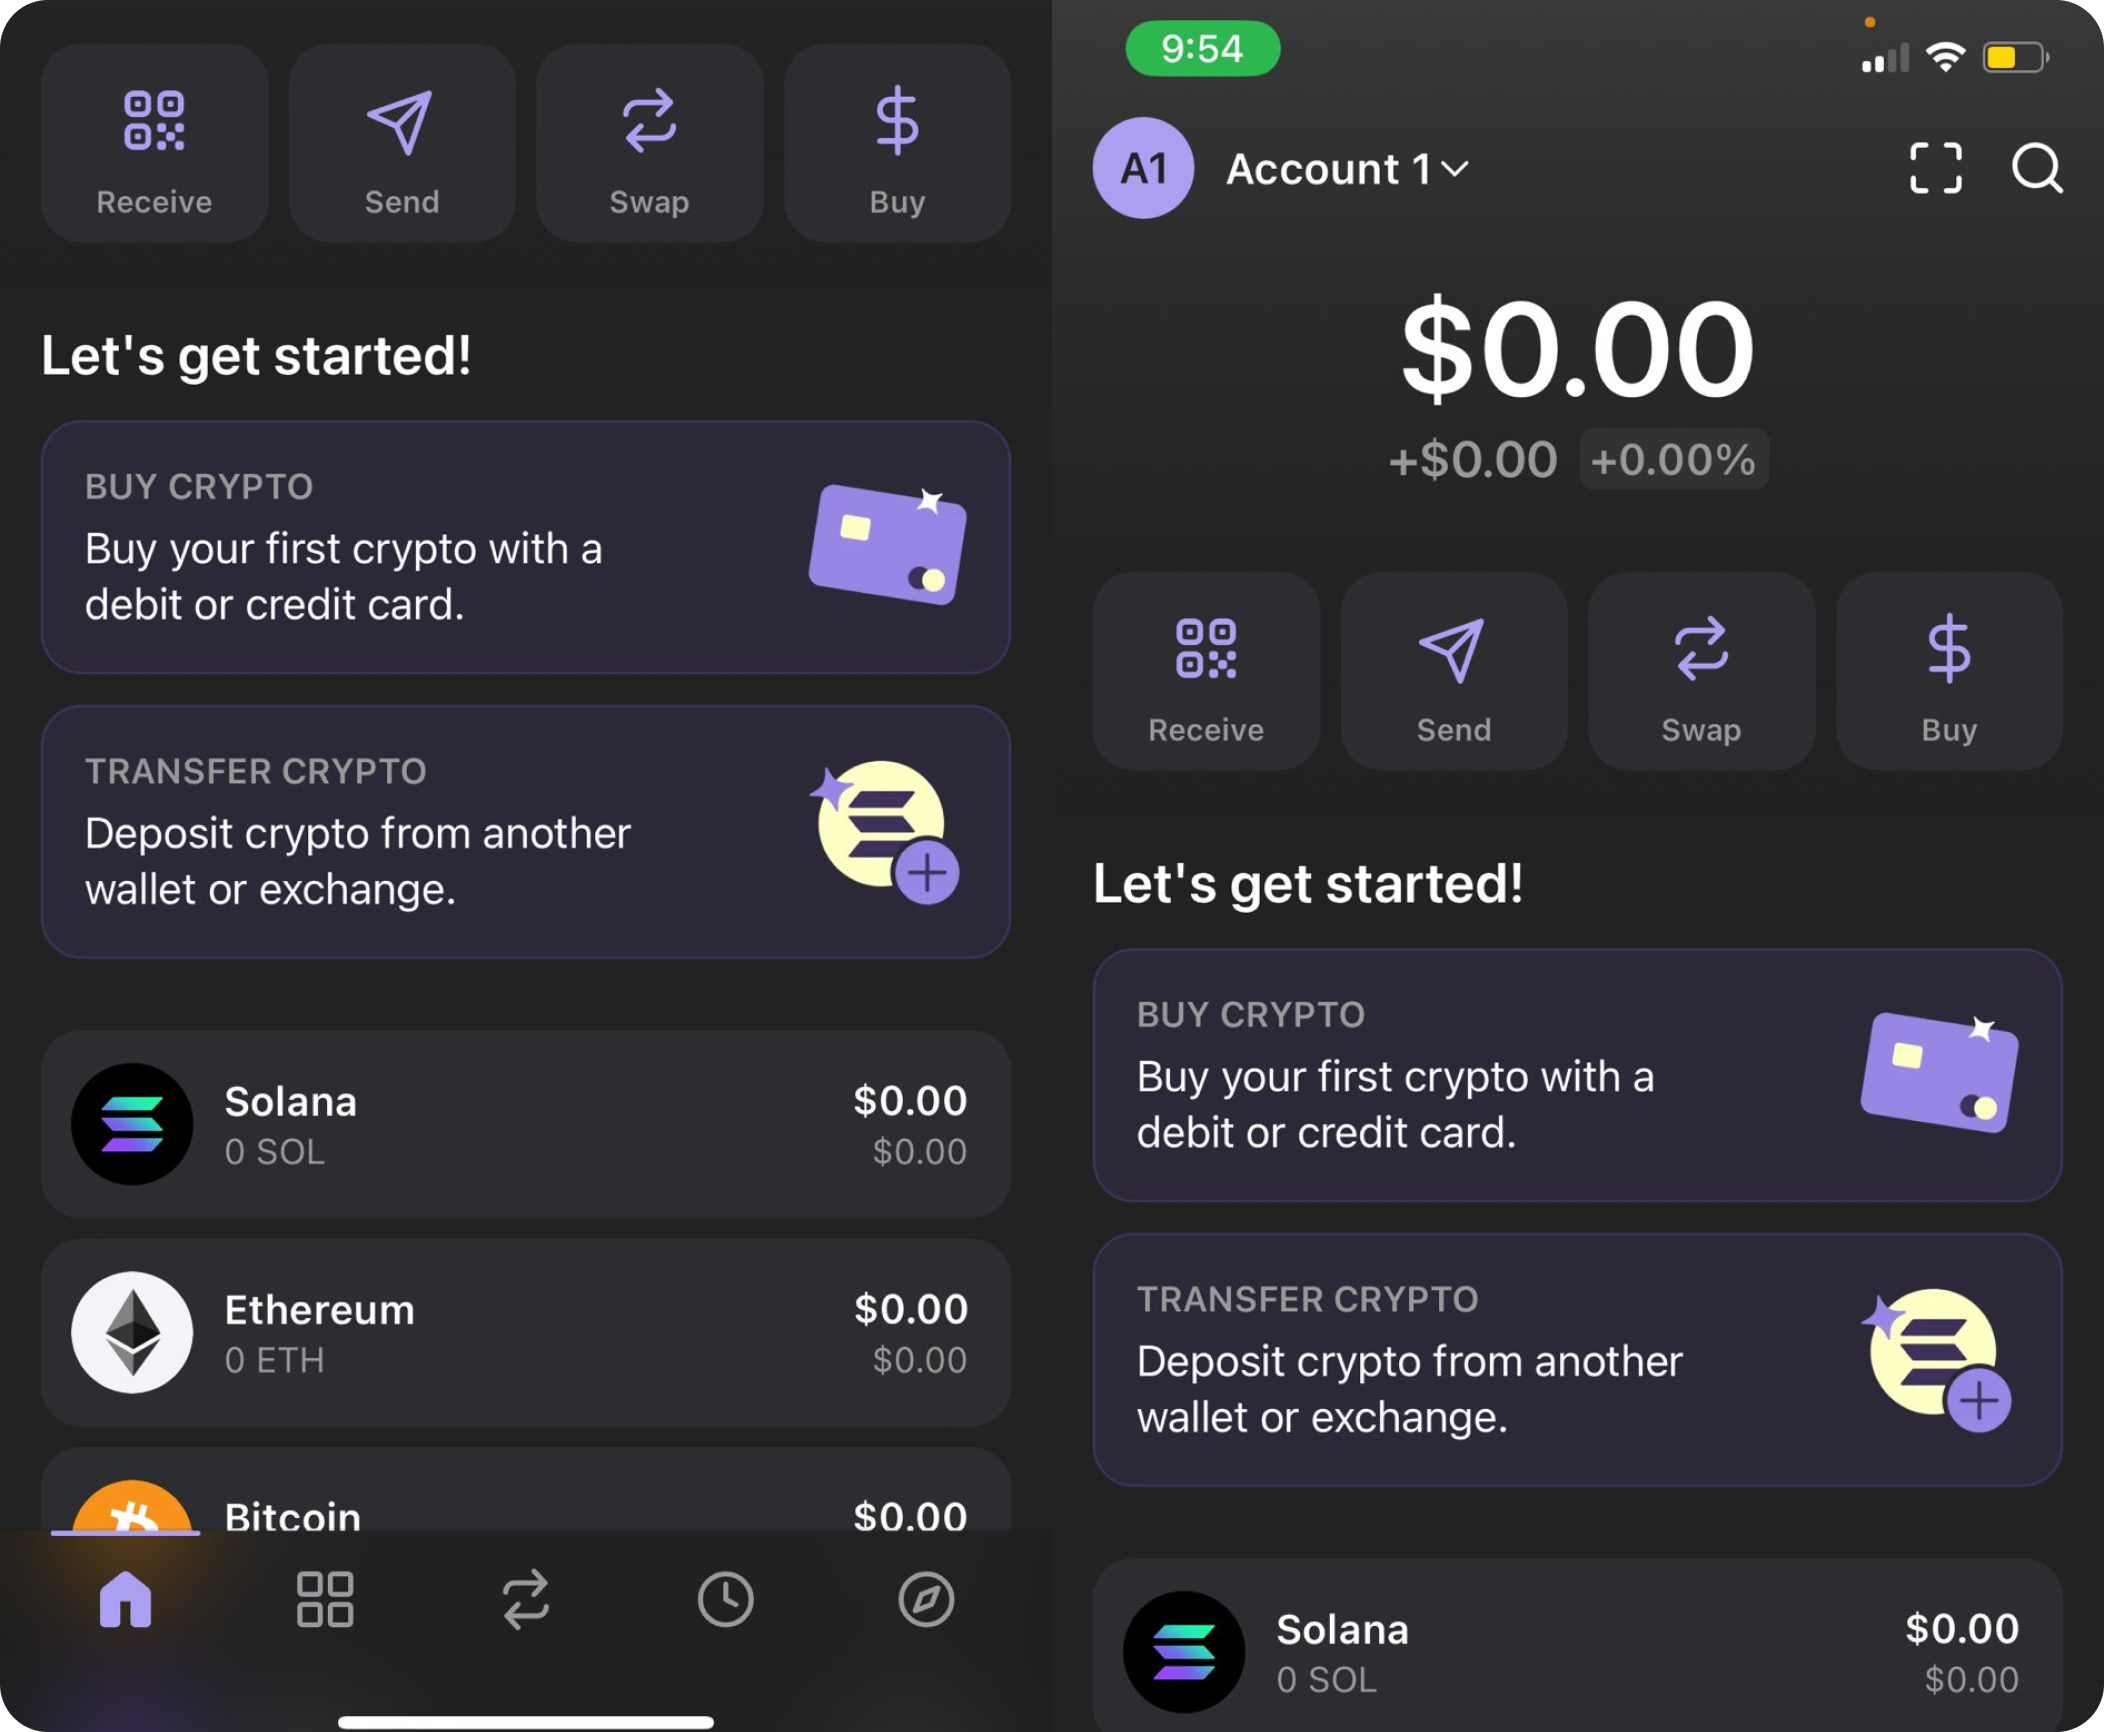 Receive
Send
Swap
Buy
Let's get started!
BUY CRYPTO
Buy your first crypto with a
debit or credit card.
TRANSFER CRYPTO
Deposit crypto from another
wallet or exchange.
Solana
$0.00
0 SOL
$0.00
Ethereum
$0.00
0 ETH
$0.00
Bitcoin
$0.00
9:54
A1
Account 1
$0.00
+$0.00 +0.00%
Receive
Send
Swap
Buy
Let's get started!
BUY CRYPTO
Buy your first crypto with a
debit or credit card.
TRANSFER CRYPTO
Deposit crypto from another
wallet or exchange.
Solana
$0.00
0 SOL
$0.00